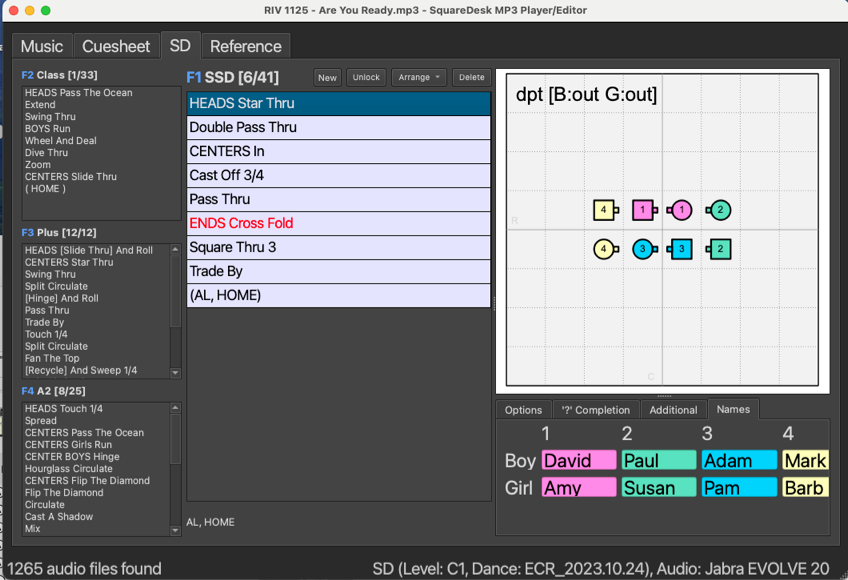 RIV 1125 - Are You Ready.mp3 - SquareDesk MP3 Player/Editor
Music Cuesheet SD Reference
F2 Class [1/33]
HEADS Pass The Ocean
Extend
Swing Thru
BOYS Run
Wheel And Deal
Dive Thru
Zoom
CENTERS Slide Thru
( HOME )
F3 Plus [12/12]
HEADS [Slide Thru] And Roll
CENTERS Star Thru
Swing Thru
Split Circulate
[Hinge] And Roll
Pass Thru
Trade By
Touch 1/4
Split Circulate
Fan The Top
[Recycle] And Sweep 1/4
F4 A2 [8/25]
HEADS Touch 1/4
Spread
CENTERS Pass The Ocean
CENTERS Girls Run
CENTER BOYS Hinge
Hourglass Circulate
CENTERS Flip The Diamond
Flip The Diamond
Circulate
Cast A Shadow
Mix
F1 SSD [6/41] New Unlock Arrange Delete
HEADS Star Thru
Double Pass Thru
CENTERS In
Cast Off 3/4
Pass Thru
ENDS Cross Fold
Square Thru 3
Trade By
(AL, HOME)
AL, HOME
dpt [B:out G:out]
4 1 1 2
R
4 3 3 2
C
Options '?' Completion Additional Names
1 2 3 4
Boy David Paul Adam Mark
Girl Amy Susan Pam Barb
1265 audio files found
SD (Level: C1, Dance: ECR_2023.10.24), Audio: Jabra EVOLVE 20